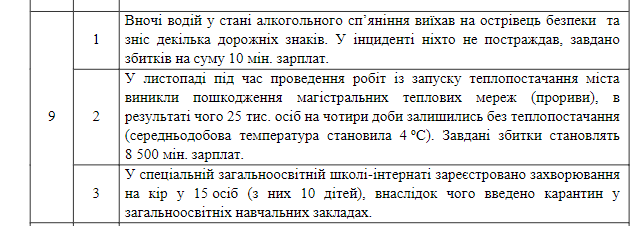 9
1
Вночі водій у стані алкогольного сп’яніння виїхав на острівець безпеки та
зніс декілька дорожніх знаків. У інциденті ніхто не постраждав, завдано
збитків на суму 10 мін. зарплат.
2
У листопаді під час проведення робіт із запуску теплопостачання міста
виникли пошкодження магістральних теплових мереж (прориви), в
результаті чого 25 тис. осіб на чотири доби залишились без теплопостачання
(середньодобова температура становила 4 ºС). Завдані збитки становлять
8 500 мін. зарплат.
3
У спеціальній загальноосвітній школі-інтернаті зареєстровано захворювання
на кір у 15 осіб (з них 10 дітей), внаслідок чого введено карантин у
загальноосвітніх навчальних закладах.